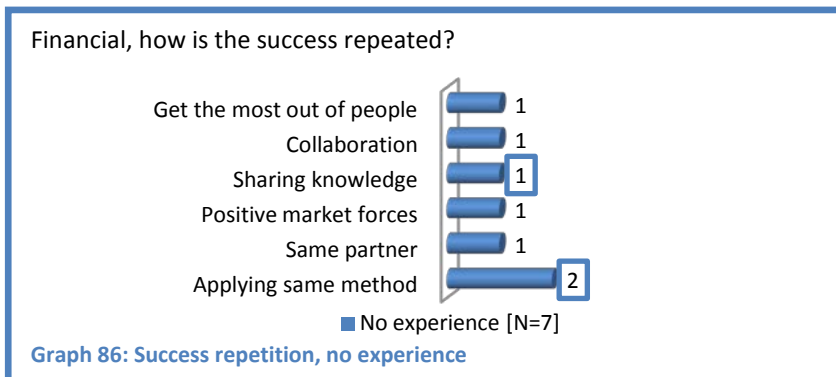 Financial, how is the success repeated?
Get the most out of people 1
Collaboration 1
Sharing knowledge 1
Positive market forces 1
Same partner 1
Applying same method 2
No experience [N=7]
Graph 86: Success repetition, no experience